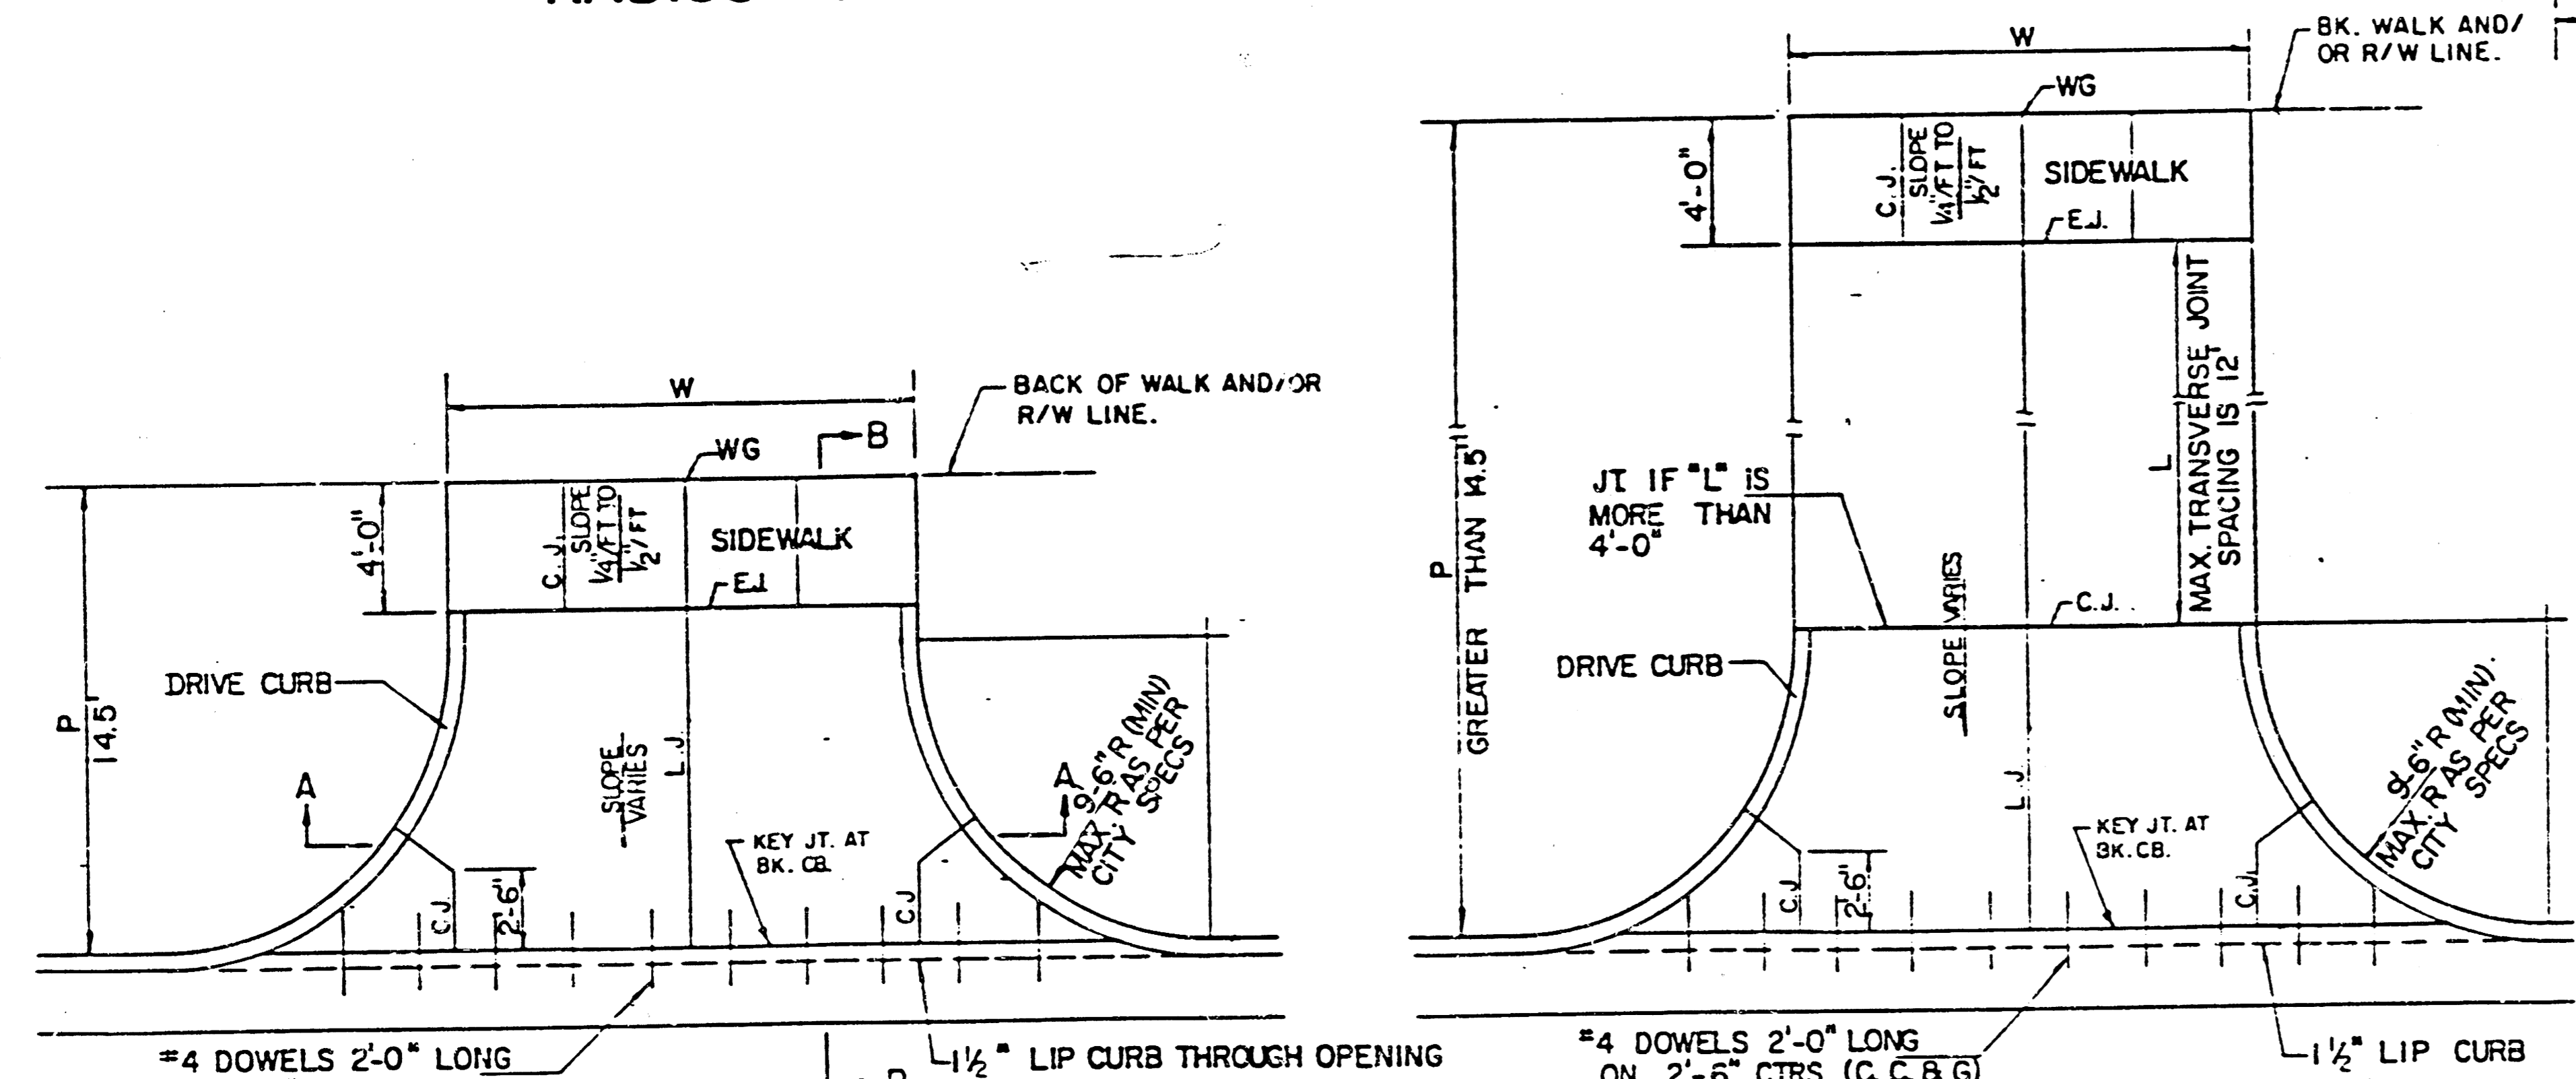 W
BACK OF WALK AND/OR
R/W LINE.
WG
B
4'-0"
C. J.
SLOPE
1/4"/FT TO
1/2"/FT
SIDEWALK
E.J.
DRIVE CURB
P
14.5'
A
SLOPE
VARIES
L.J.
A
9'-6" R (MIN)
MAX. R AS PER
CITY SPECS
KEY JT. AT
BK. CB.
C.J.
2'-6"
C.J.
#4 DOWELS 2'-0" LONG
1 1/2" LIP CURB THROUGH OPENING
W
BK. WALK AND/
OR R/W LINE.
WG
4'-0"
C. J.
SLOPE
1/4"/FT TO
1/2"/FT
SIDEWALK
E.J.
P
GREATER THAN 14.5'
L
MAX. TRANSVERSE JOINT
SPACING IS 12'
JT. IF "L" IS
MORE THAN
4'-0"
SLOPE VARIES
C.J.
DRIVE CURB
L.J.
9'-6" R (MIN).
MAX. R AS PER
CITY SPECS
KEY JT. AT
BK. CB.
C.J.
2'-6"
C.J.
#4 DOWELS 2'-0" LONG
ON 2'-6" CTRS. (C. C. & G)
1 1/2" LIP CURB